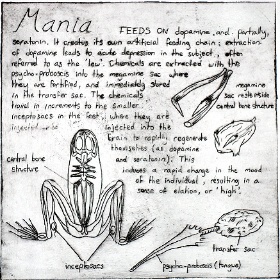 Mania
FEEDS ON dopamine, and, partially,
seratonin. It creates its own artificial feeding chain; extraction
of dopamine leads to acute depression in the subject, often
referred to as the 'low'. Chemicals are extracted with the
psycho-protoscis into the megamine sac where
they are fortified, and immediately stored
in the transfer sac. The chemicals
travel in increments to the smaller
inceptosacs in the feet, where they are
injected into the
brain to rapidly regenerate
themselves (as dopamine
and seratonin). This
induces a rapid change in the mood
of the individual, resulting in a
sense of elation, or 'high'.
megamine
sac rests inside
central bone structure
central bone
structure
inceptosacs
psycho-protosis (tongue)
transfer sac